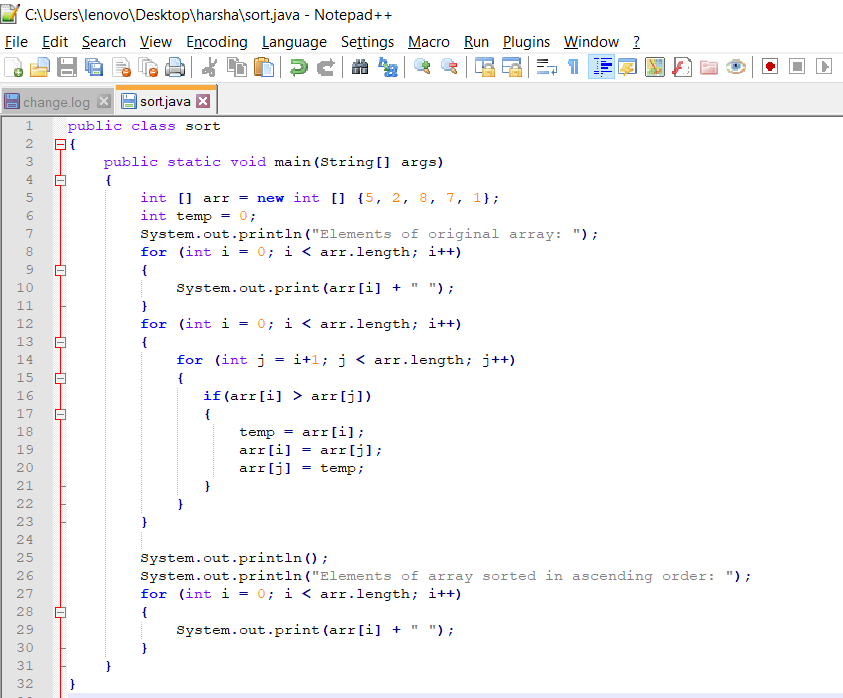 C:\Users\lenovo\Desktop\harsha\sort.java - Notepad++
File Edit Search View Encoding Language Settings Macro Run Plugins Window ?
change.log sort.java
1 public class sort
2 {
3 public static void main(String[] args)
4 {
5 int [] arr = new int [] {5, 2, 8, 7, 1};
6 int temp = 0;
7 System.out.println("Elements of original array: ");
8 for (int i = 0; i < arr.length; i++)
9 {
10 System.out.print(arr[i] + " ");
11 }
12 for (int i = 0; i < arr.length; i++)
13 {
14 for (int j = i+1; j < arr.length; j++)
15 {
16 if(arr[i] > arr[j])
17 {
18 temp = arr[i];
19 arr[i] = arr[j];
20 arr[j] = temp;
21 }
22 }
23 }
24
25 System.out.println();
26 System.out.println("Elements of array sorted in ascending order: ");
27 for (int i = 0; i < arr.length; i++)
28 {
29 System.out.print(arr[i] + " ");
30 }
31 }
32 }